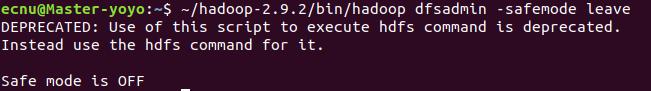 ecnu@Master-yoyo:~$ ~/hadoop-2.9.2/bin/hadoop dfsadmin -safemode leave
DEPRECATED: Use of this script to execute hdfs command is deprecated.
Instead use the hdfs command for it.
Safe mode is OFF